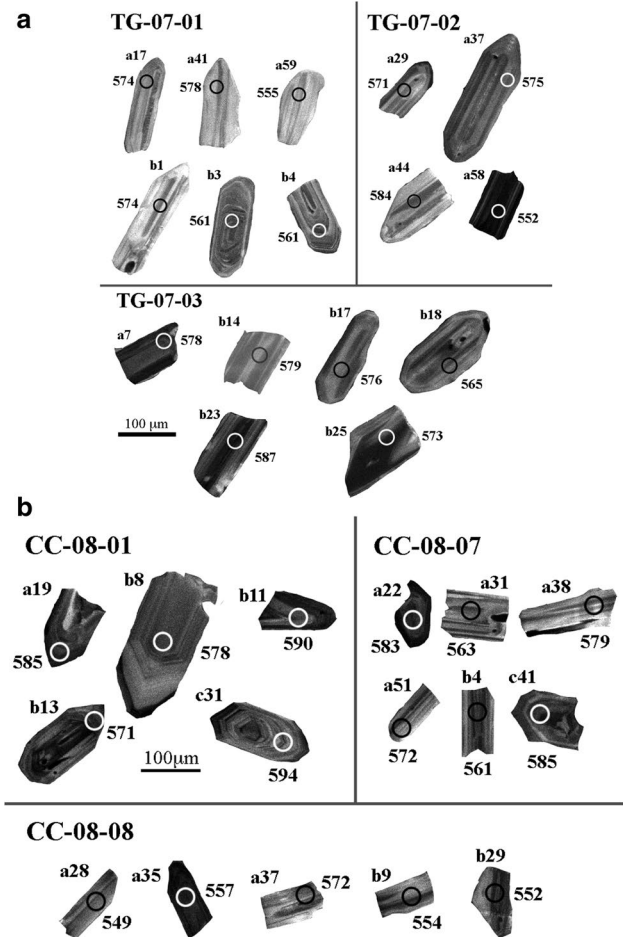 a
TG-07-01
TG-07-02
a17
a41
a59
574
578
555
a29
a37
571
575
b1
b3
b4
574
561
561
a44
a58
584
552
TG-07-03
a7
b14
b17
b18
578
579
576
565
b23
b25
587
573
100 µm
b
CC-08-01
CC-08-07
a19
b8
b11
585
578
590
a22
a31
a38
583
563
579
b13
c31
571
594
100µm
a51
b4
c41
572
561
585
CC-08-08
a28
a35
a37
b9
b29
549
557
572
554
552